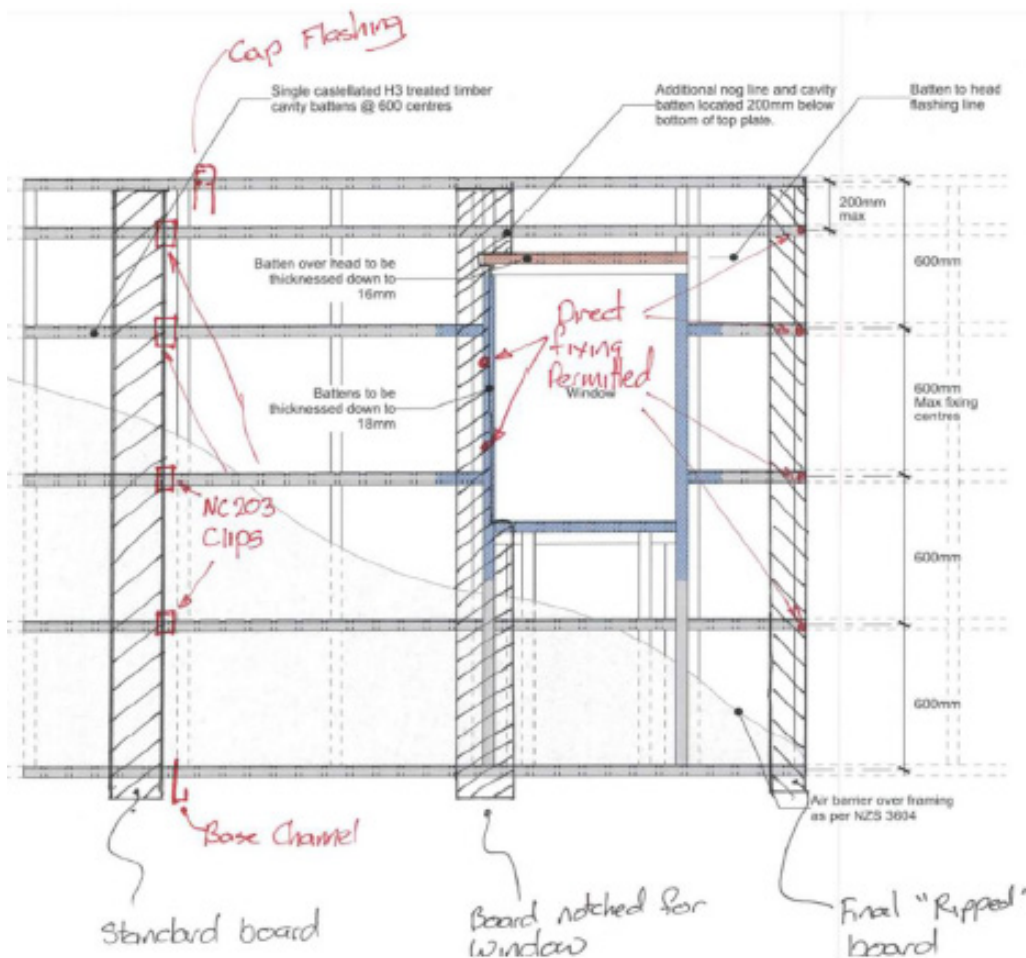 Cap Flashing
Single castellated H3 treated timber
cavity battens @ 600 centres
Additional nog line and cavity
batten located 200mm below
bottom of top plate.
Batten to head
flashing line
200mm
max
600mm
Batten over head to be
thicknessed down to
16mm
Direct
fixing
Permitted
Window
Battens to be
thicknessed down to
18mm
600mm
Max fixing
centres
NC203
Clips
600mm
600mm
Air barrier over framing
as per NZS 3604
Base Channel
Standard board
Board notched for
window
Final "Ripped"
board